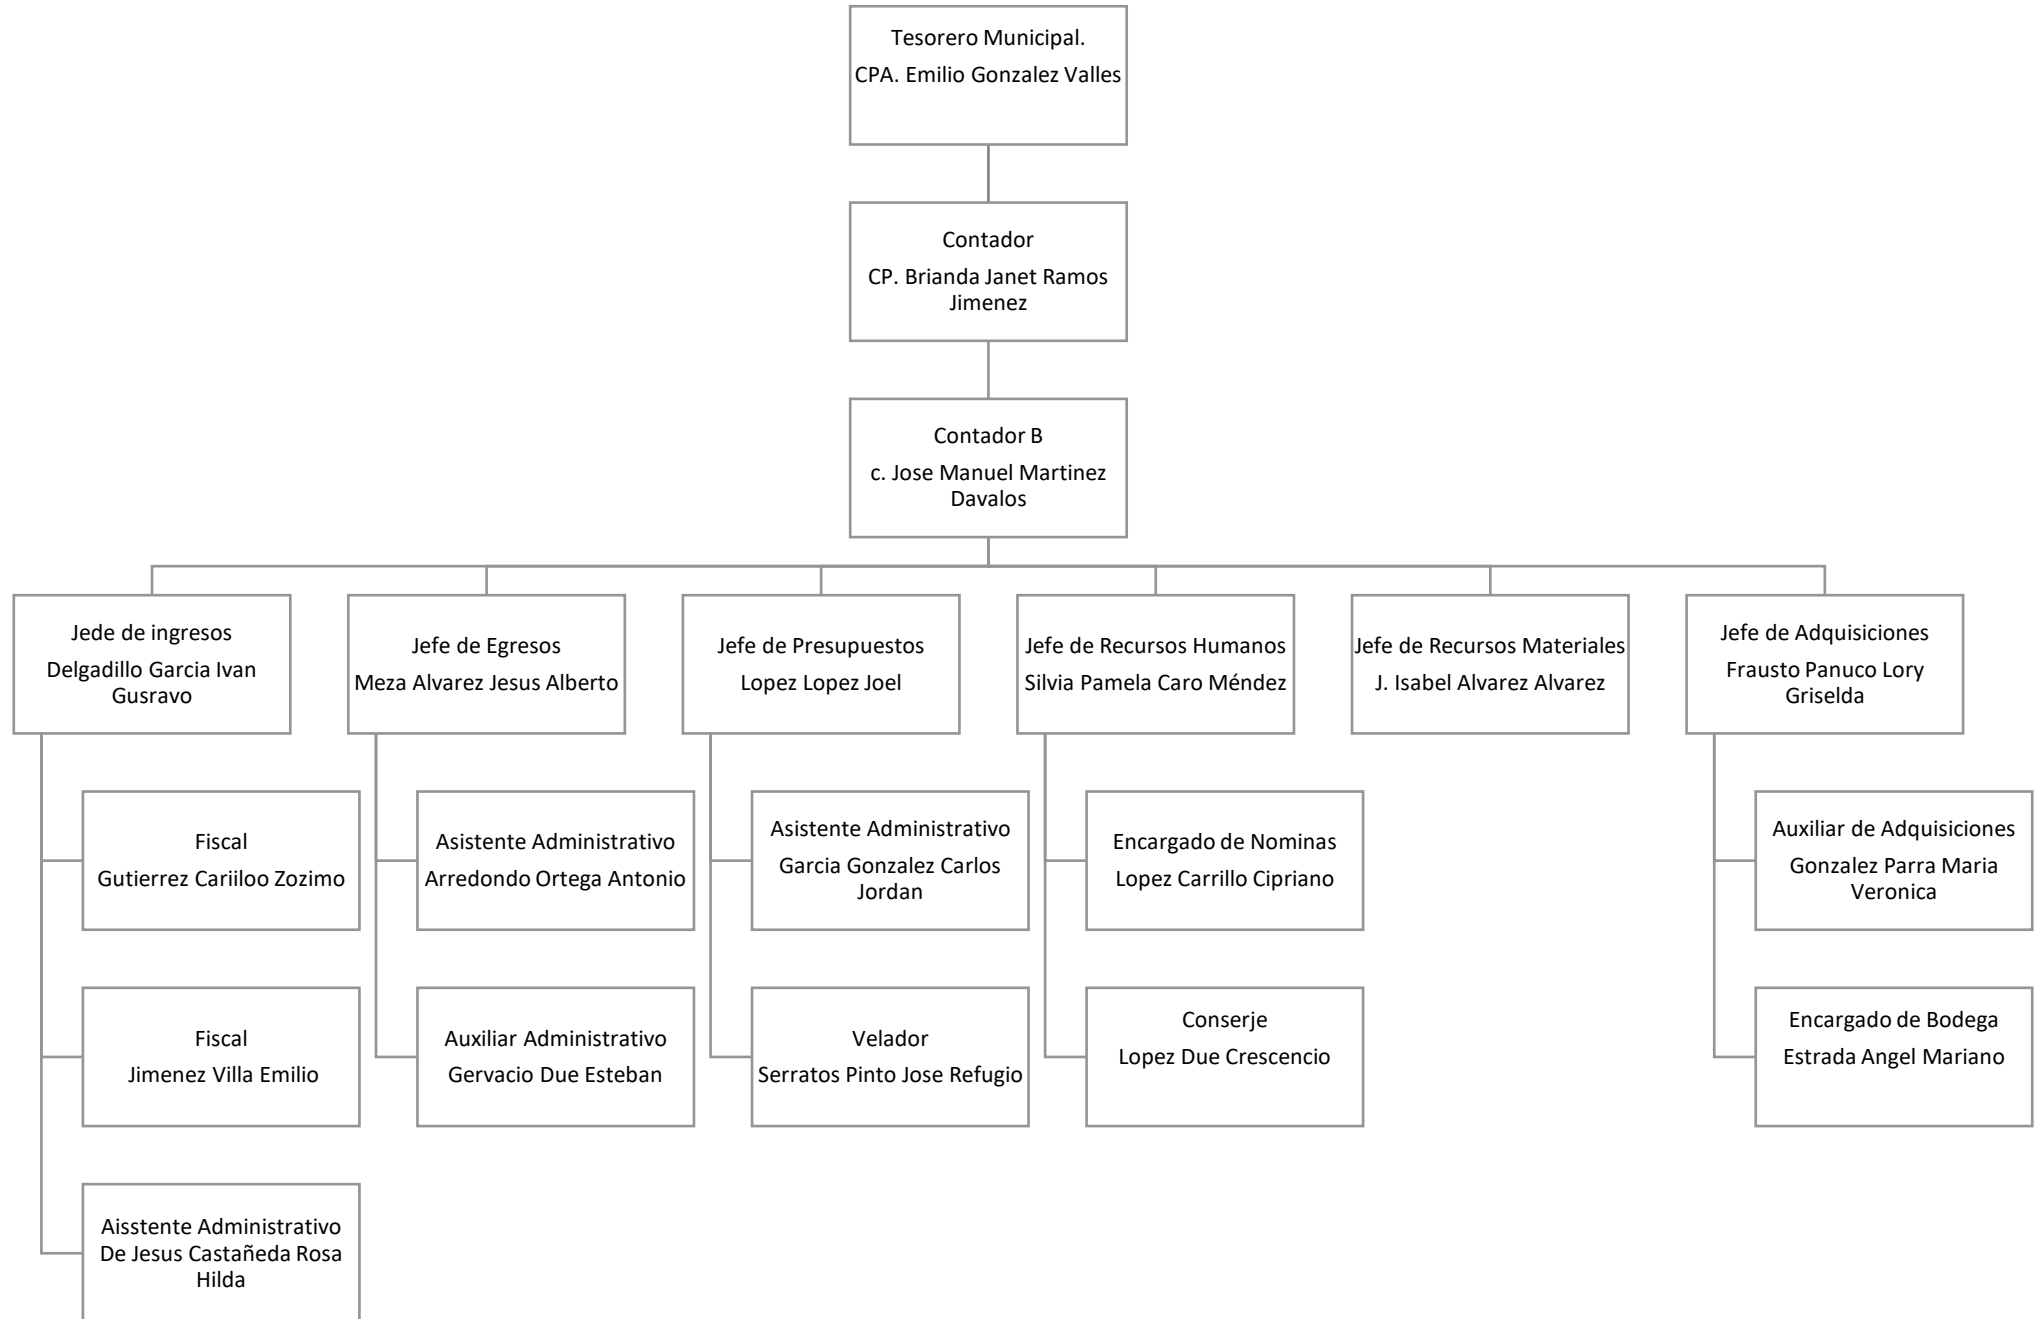 Tesorero Municipal.
CPA. Emilio Gonzalez Valles
Contador
CP. Brianda Janet Ramos
Jimenez
Contador B
c. Jose Manuel Martinez
Davalos
Jede de ingresos
Delgadillo Garcia Ivan
Gusravo
Jefe de Egresos
Meza Alvarez Jesus Alberto
Jefe de Presupuestos
Lopez Lopez Joel
Jefe de Recursos Humanos
Silvia Pamela Caro Méndez
Jefe de Recursos Materiales
J. Isabel Alvarez Alvarez
Jefe de Adquisiciones
Frausto Panuco Lory
Griselda
Fiscal
Gutierrez Cariiloo Zozimo
Asistente Administrativo
Arredondo Ortega Antonio
Asistente Administrativo
Garcia Gonzalez Carlos
Jordan
Encargado de Nominas
Lopez Carrillo Cipriano
Auxiliar de Adquisiciones
Gonzalez Parra Maria
Veronica
Fiscal
Jimenez Villa Emilio
Auxiliar Administrativo
Gervacio Due Esteban
Velador
Serratos Pinto Jose Refugio
Conserje
Lopez Due Crescencio
Encargado de Bodega
Estrada Angel Mariano
Aisstente Administrativo
De Jesus Castañeda Rosa
Hilda